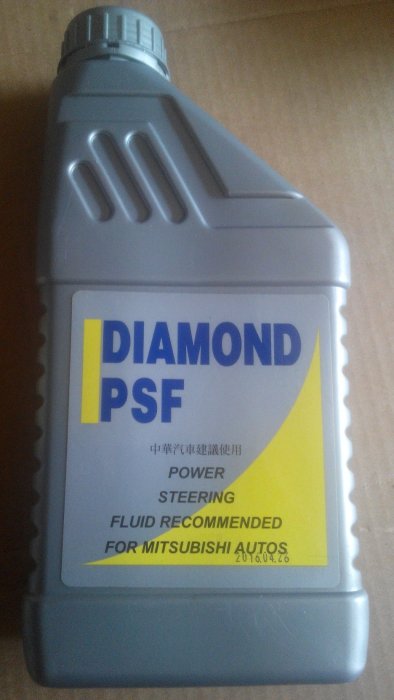 DIAMOND
PSF
中華汽車建議使用
POWER
STEERING
FLUID RECOMMENDED
FOR MITSUBISHI AUTOS
2016.04.26